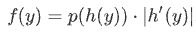 f(y) = p(h(y)) · |h′(y)|